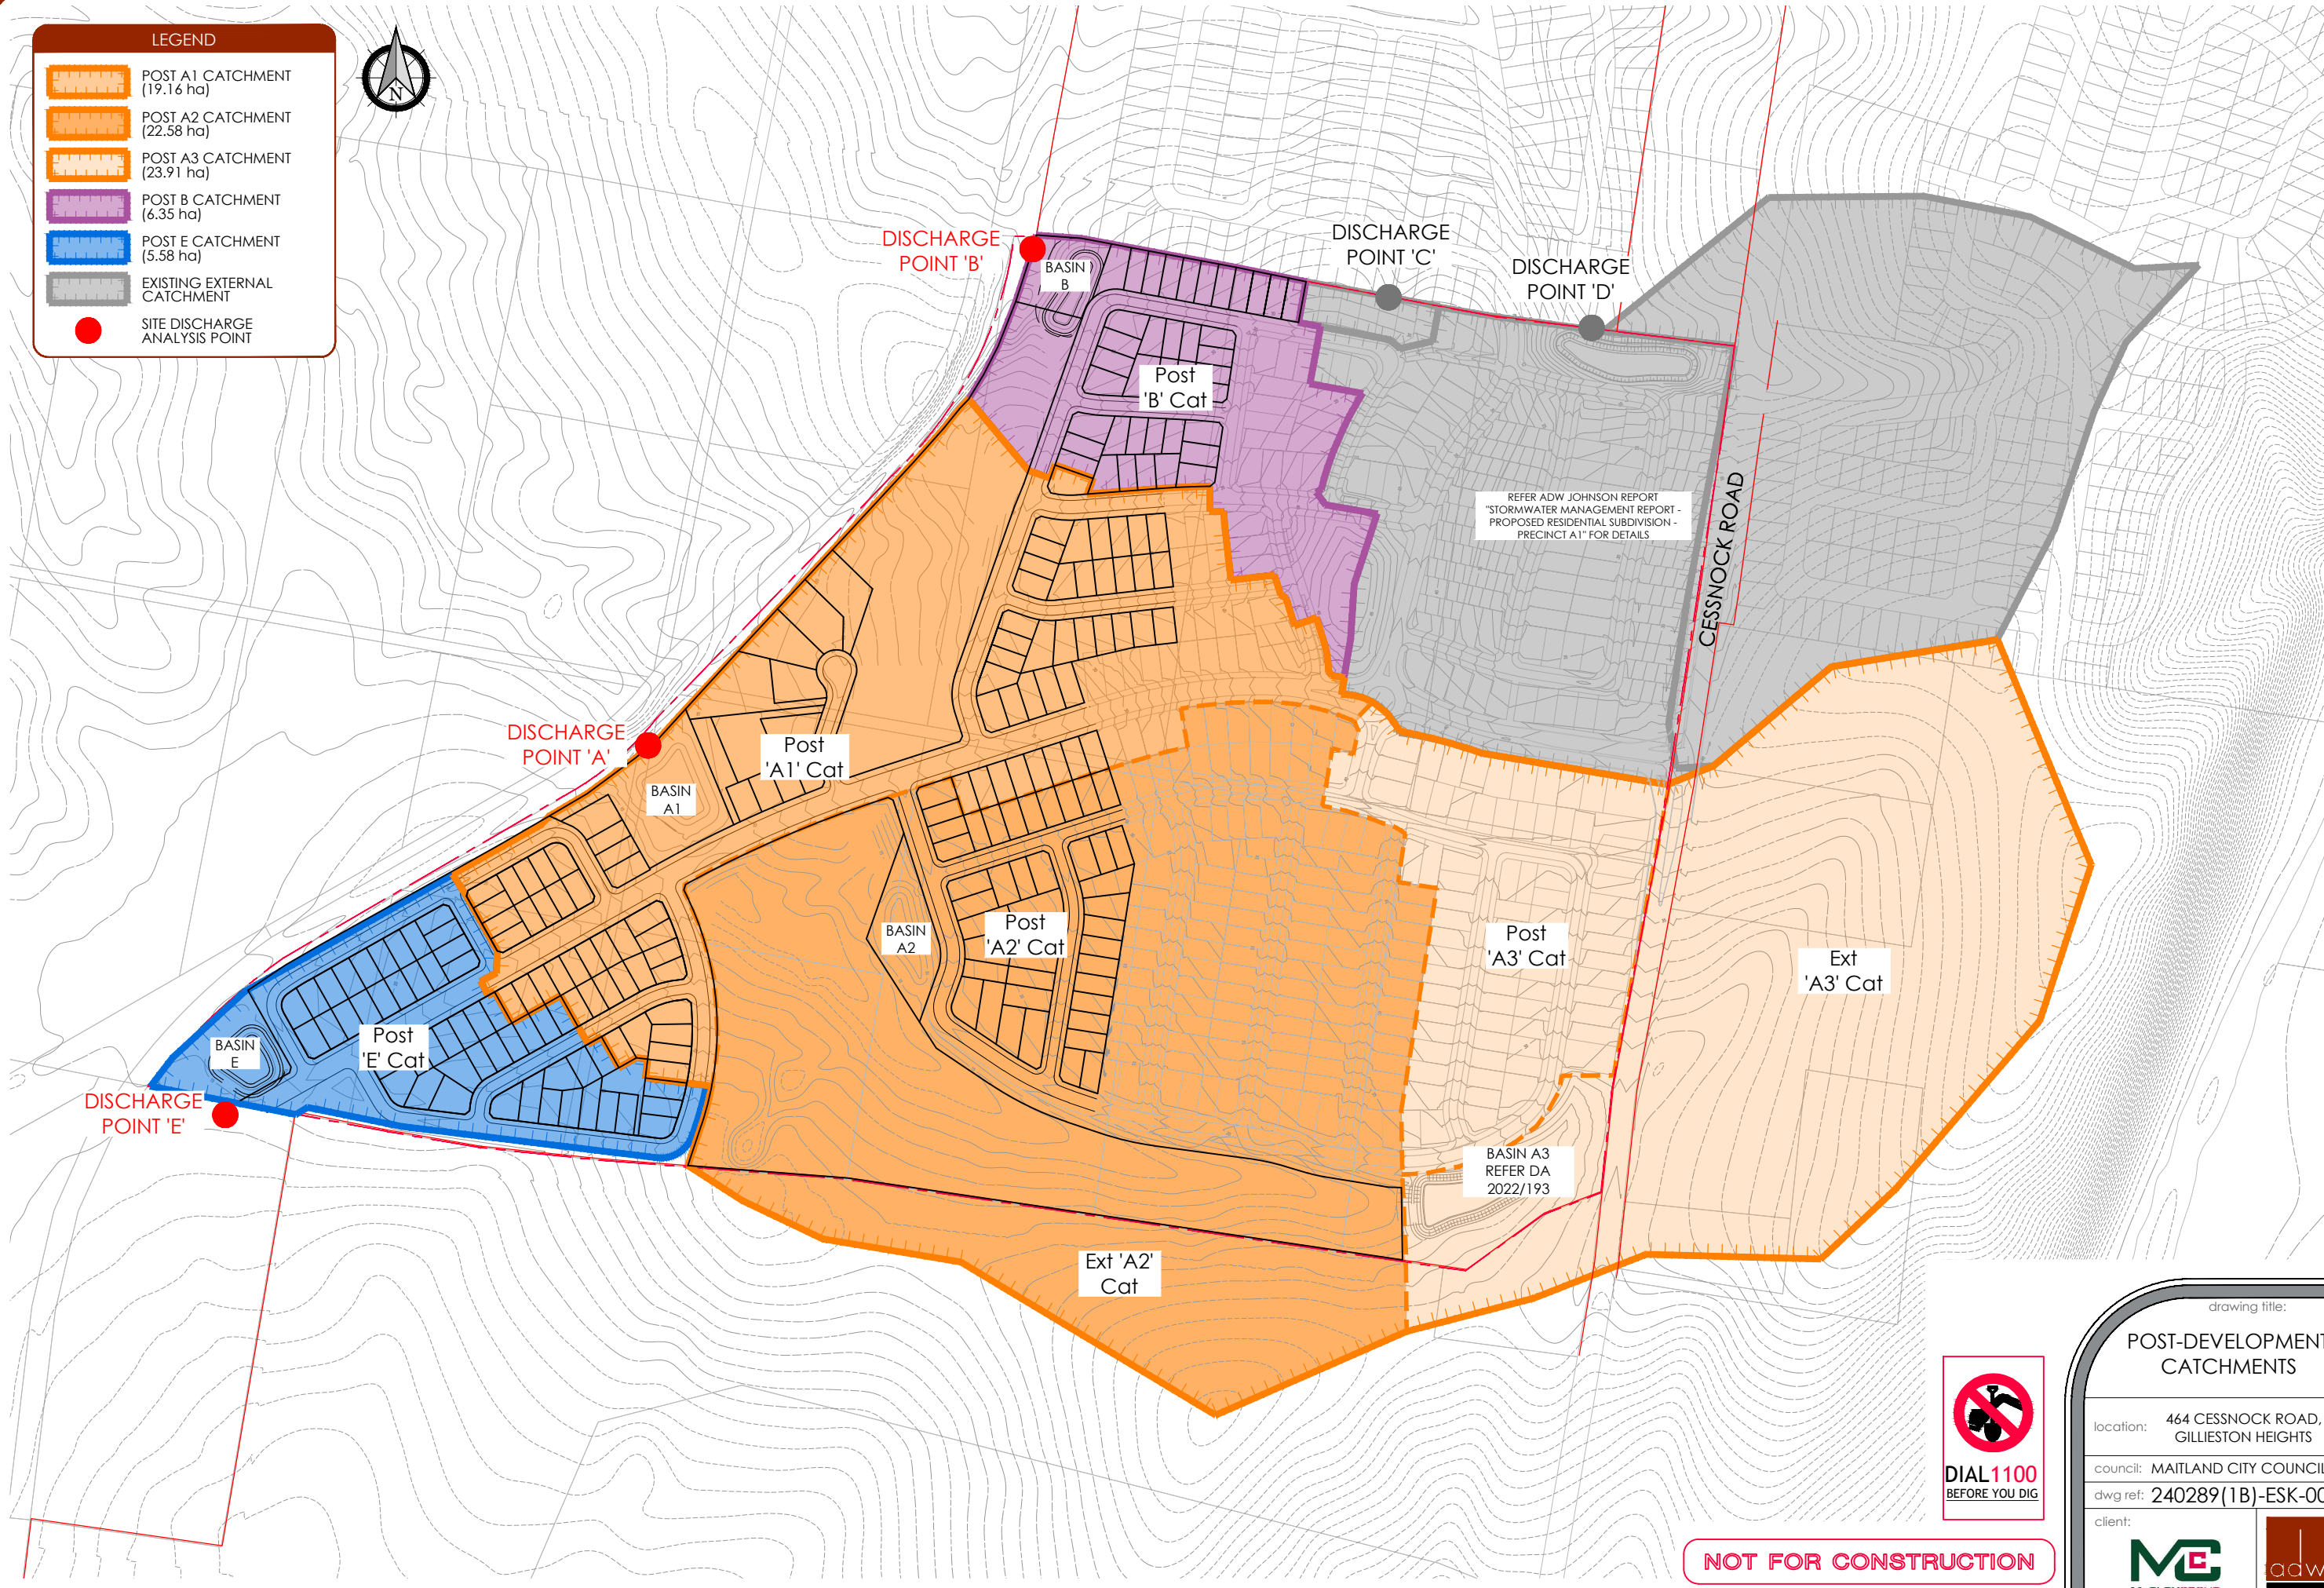 LEGEND
POST A1 CATCHMENT
(19.16 ha)
POST A2 CATCHMENT
(22.58 ha)
POST A3 CATCHMENT
(23.91 ha)
POST B CATCHMENT
(6.35 ha)
POST E CATCHMENT
(5.58 ha)
EXISTING EXTERNAL
CATCHMENT
SITE DISCHARGE
ANALYSIS POINT
N
DISCHARGE
POINT 'B'
BASIN
B
DISCHARGE
POINT 'C'
DISCHARGE
POINT 'D'
Post
'B' Cat
REFER ADW JOHNSON REPORT
"STORMWATER MANAGEMENT REPORT -
PROPOSED RESIDENTIAL SUBDIVISION -
PRECINCT A1" FOR DETAILS
CESSNOCK ROAD
DISCHARGE
POINT 'A'
Post
'A1' Cat
BASIN
A1
BASIN
A2
Post
'A2' Cat
Post
'A3' Cat
Ext
'A3' Cat
BASIN
E
Post
'E' Cat
DISCHARGE
POINT 'E'
BASIN A3
REFER DA
2022/193
Ext 'A2'
Cat
DIAL1100
BEFORE YOU DIG
NOT FOR CONSTRUCTION
drawing title:
POST-DEVELOPMENT
CATCHMENTS
location:
464 CESSNOCK ROAD,
GILLIESTON HEIGHTS
council: MAITLAND CITY COUNCIL
dwg ref: 240289(1B)-ESK-00
client:
adw